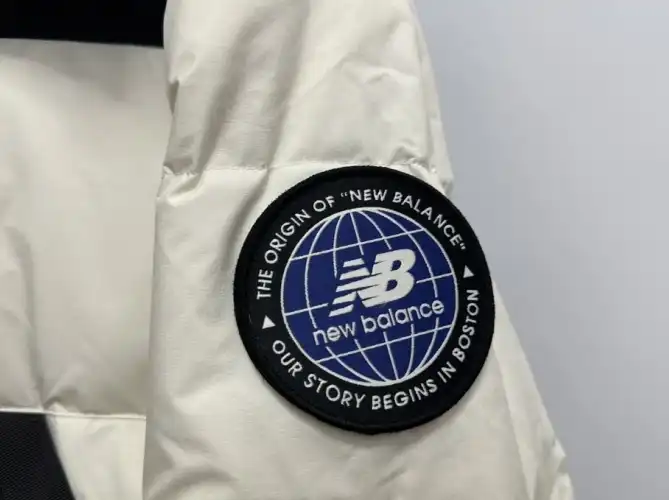 THE ORIGIN OF "NEW BALANCE"
NB
new balance
OUR STORY BEGINS IN BOSTON